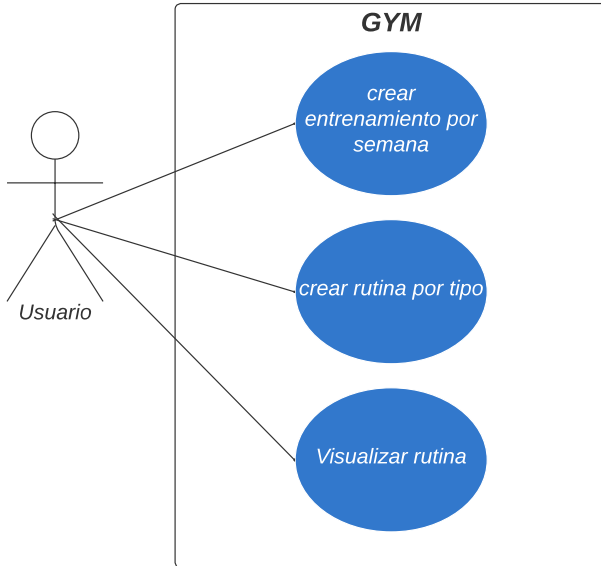 GYM
crear
entrenamiento por
semana
crear rutina por tipo
Usuario
Visualizar rutina